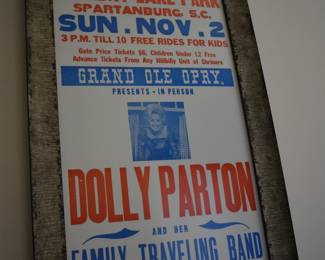 PARK
SPARTANBURG, S.C.
SUN. NOV. 2
3 P.M. TILL 10 FREE RIDES FOR KIDS
Gate Price Tickets $6, Children Under 12 Free
Advance Tickets From Any Hillbilly Unit of Shriners
GRAND OLE OPRY
PRESENTS - IN PERSON
DOLLY PARTON
AND HER
FAMILY TRAVELING BAND